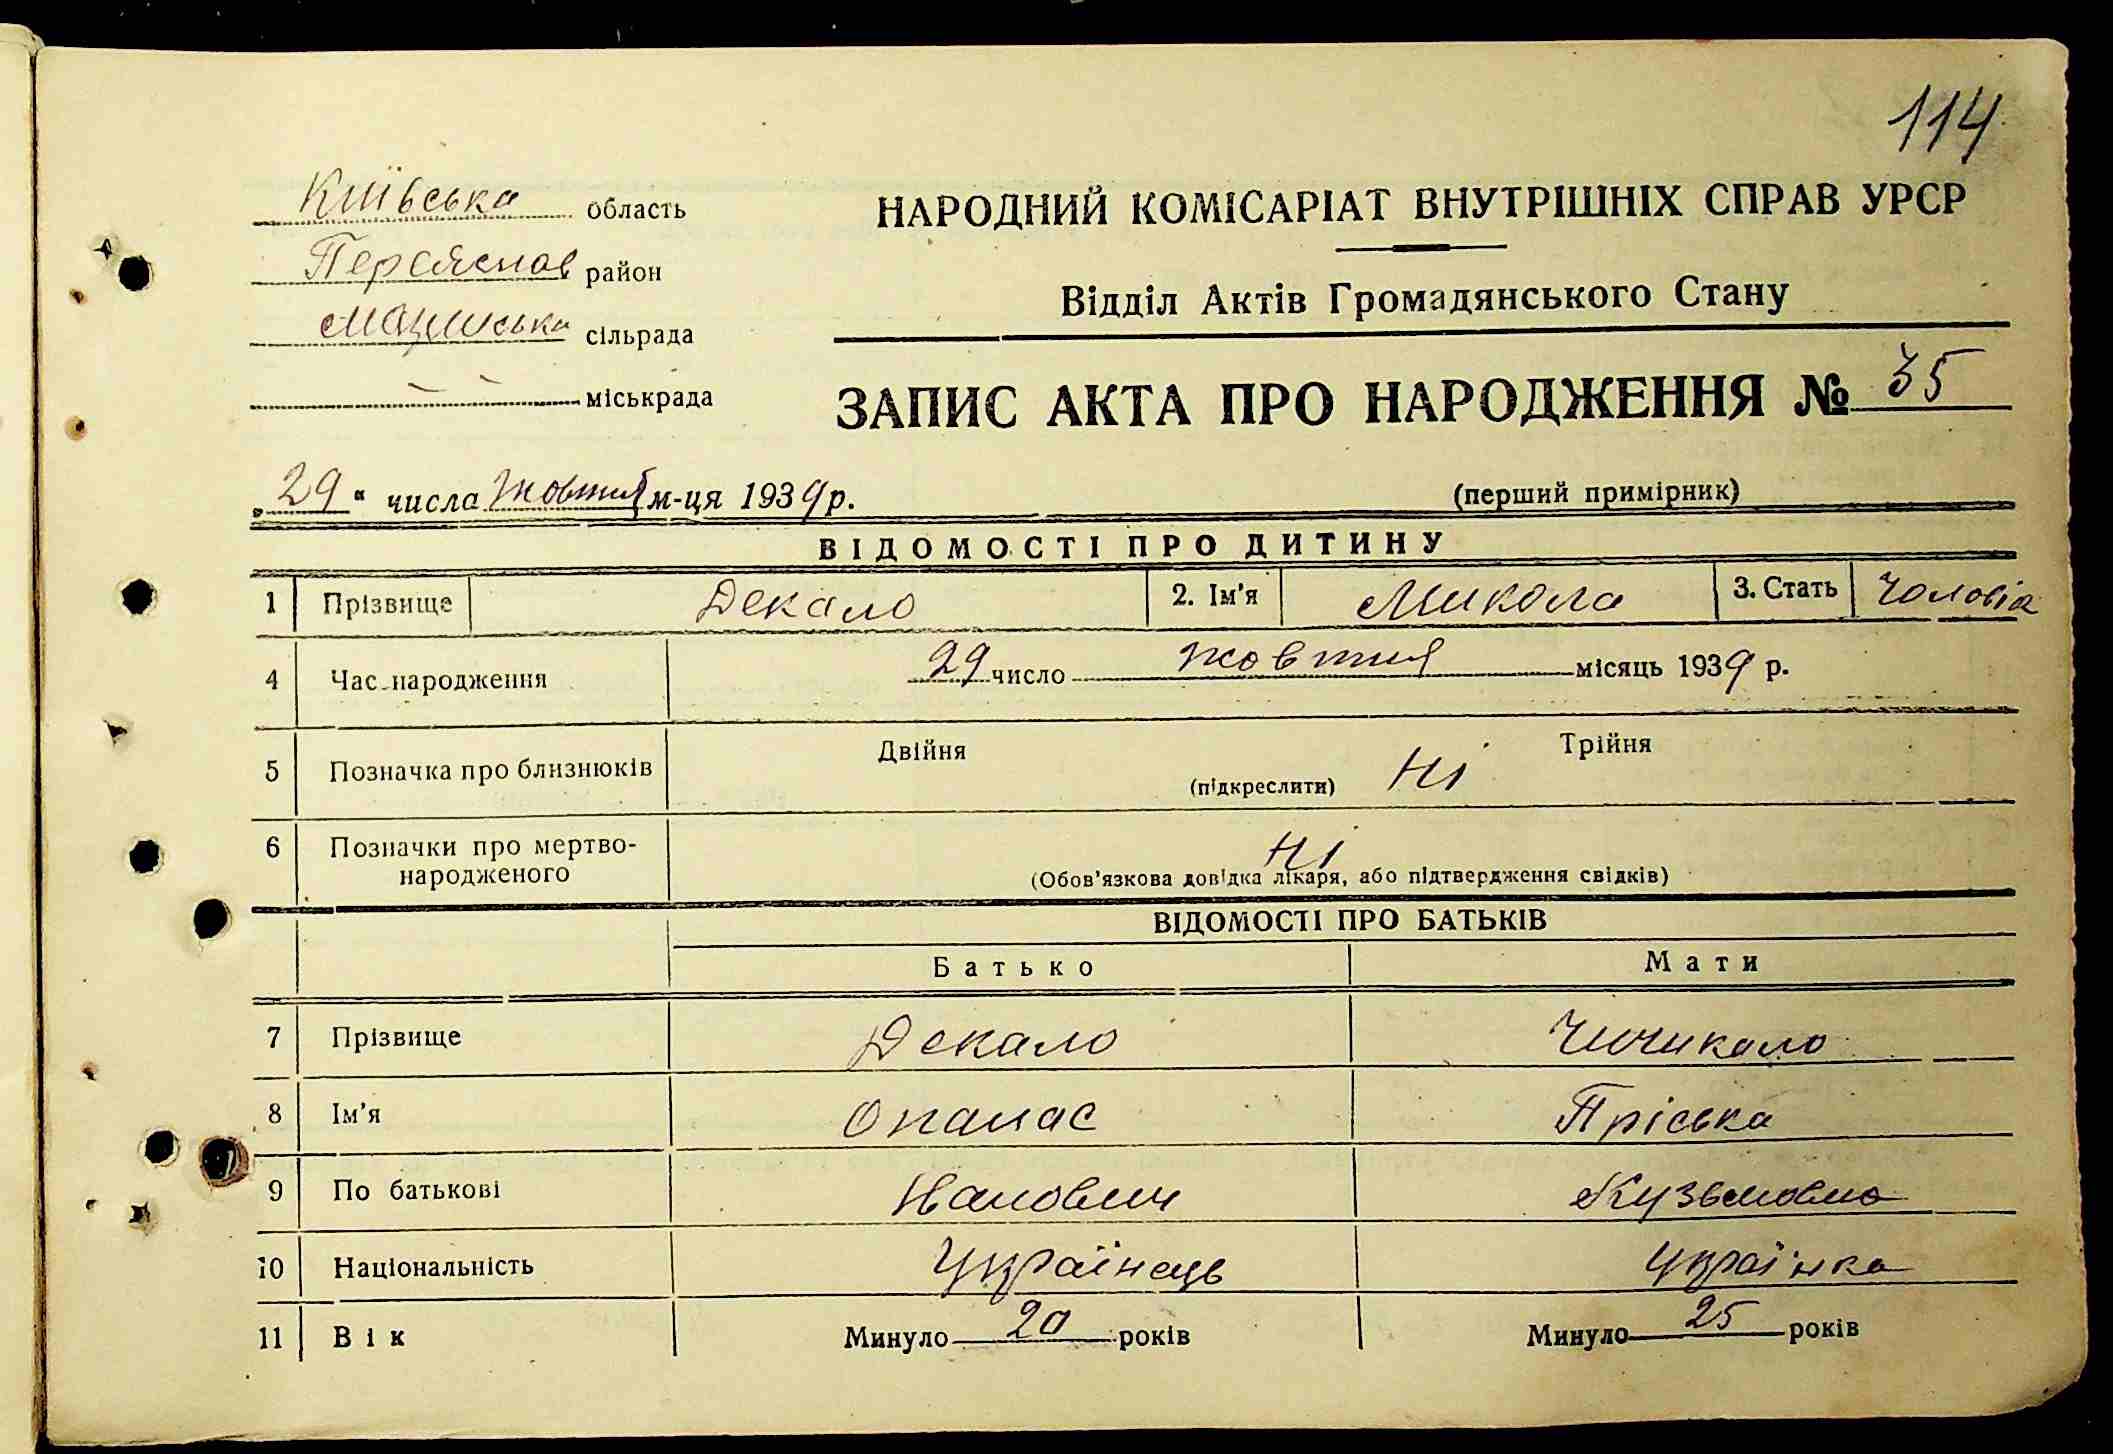 114
Київська область
НАРОДНИЙ КОМІСАРІАТ ВНУТРІШНІХ СПРАВ УРСР
Переяслав район
Відділ Актів Громадянського Стану
сільрада
міськрада
ЗАПИС АКТА ПРО НАРОДЖЕННЯ № 35
„29“ числа жовтня м-ця 1939 р.
(перший примірник)
ВІДОМОСТІ ПРО ДИТИНУ
1 Прізвище Декало 2. Ім'я Микола 3. Стать Чоловіч
4 Час народження 29 число жовтня місяць 1939 р.
5 Позначка про близнюків Двійня (підкреслити) Ні Трійня
6 Позначки про мертво-
народженого Ні
(Обов'язкова довідка лікаря, або підтвердження свідків)
ВІДОМОСТІ ПРО БАТЬКІВ
Батько Мати
7 Прізвище Декало Чичикало
8 Ім'я Опанас Пріська
9 По батькові Іванович Кузьмовна
10 Національність Українець Українка
11 Вік Минуло 20 років Минуло 25 років